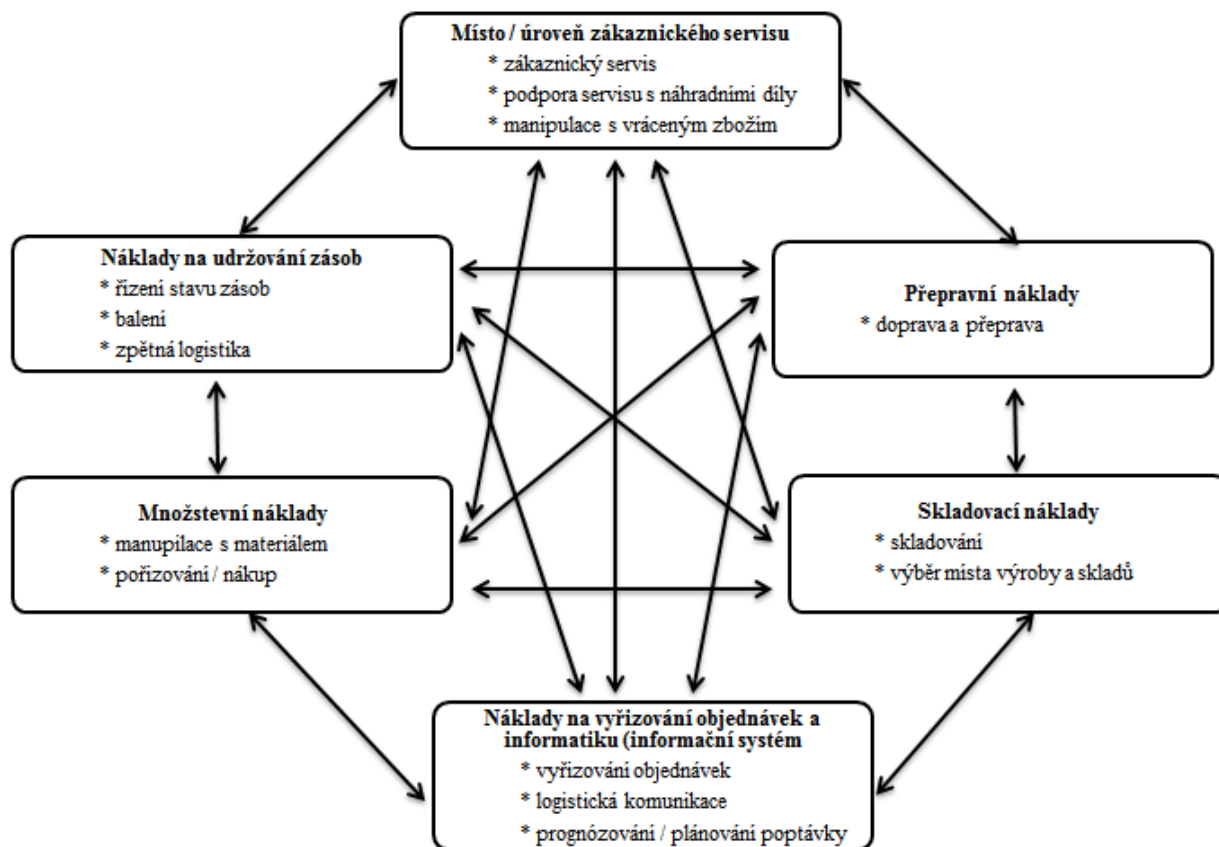 Místo / úroveň zákaznického servisu
* zákaznický servis
* podpora servisu s náhradními díly
* manipulace s vráceným zbožím
Náklady na udržování zásob
* řízení stavu zásob
* balení
* zpětná logistika
Přepravní náklady
* doprava a přeprava
Množstevní náklady
* manupilace s materiálem
* pořizování / nákup
Skladovací náklady
* skladování
* výběr místa výroby a skladů
Náklady na vyřizování objednávek a
informatiku (informační systém
* vyřizování objednávek
* logistická komunikace
* prognózování / plánování poptávky